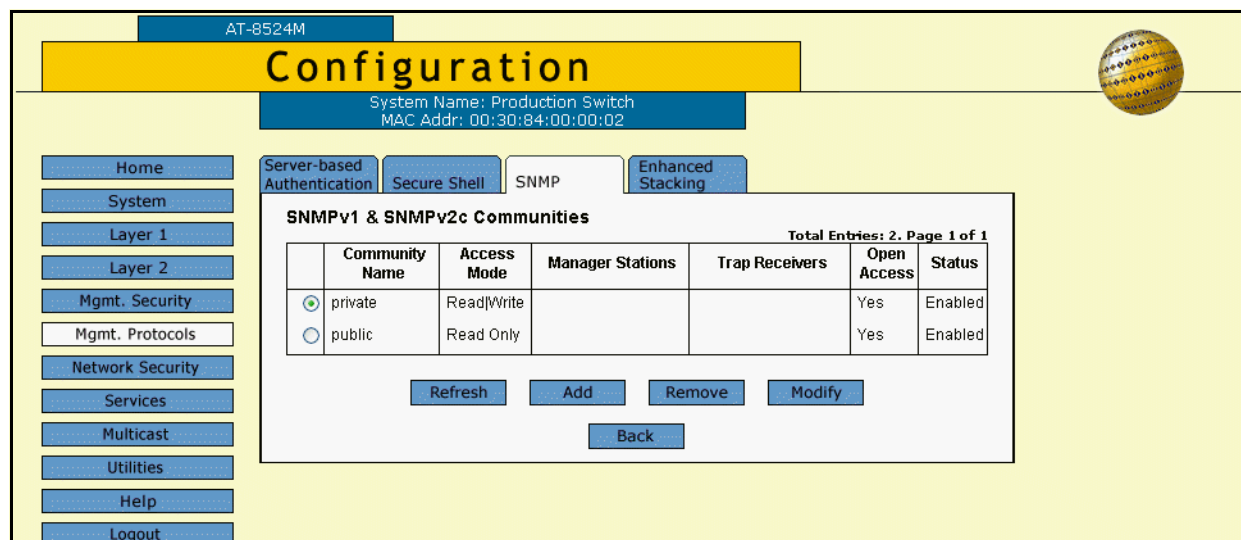 AT-8524M
Configuration
System Name: Production Switch
MAC Addr: 00:30:84:00:00:02
Home
System
Layer 1
Layer 2
Mgmt. Security
Mgmt. Protocols
Network Security
Services
Multicast
Utilities
Help
Logout
Server-based Authentication
Secure Shell
SNMP
Enhanced Stacking
SNMPv1 & SNMPv2c Communities
Total Entries: 2. Page 1 of 1
Community Name Access Mode Manager Stations Trap Receivers Open Access Status
private Read|Write Yes Enabled
public Read Only Yes Enabled
Refresh Add Remove Modify
Back